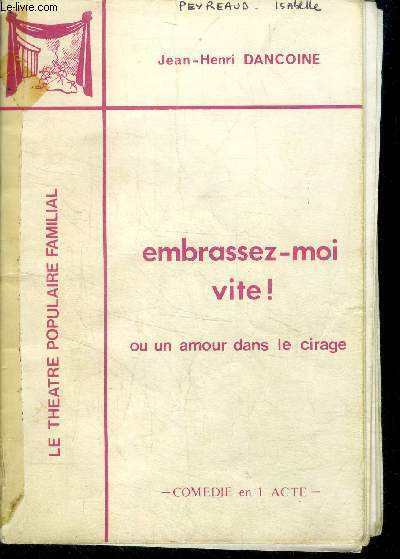 Le-livre.com
PEYREAUD - Isabelle
Jean-Henri DANCOINE
LE THEATRE POPULAIRE FAMILIAL
embrassez-moi
vite!
ou un amour dans le cirage
—COMEDIE en 1 ACTE—